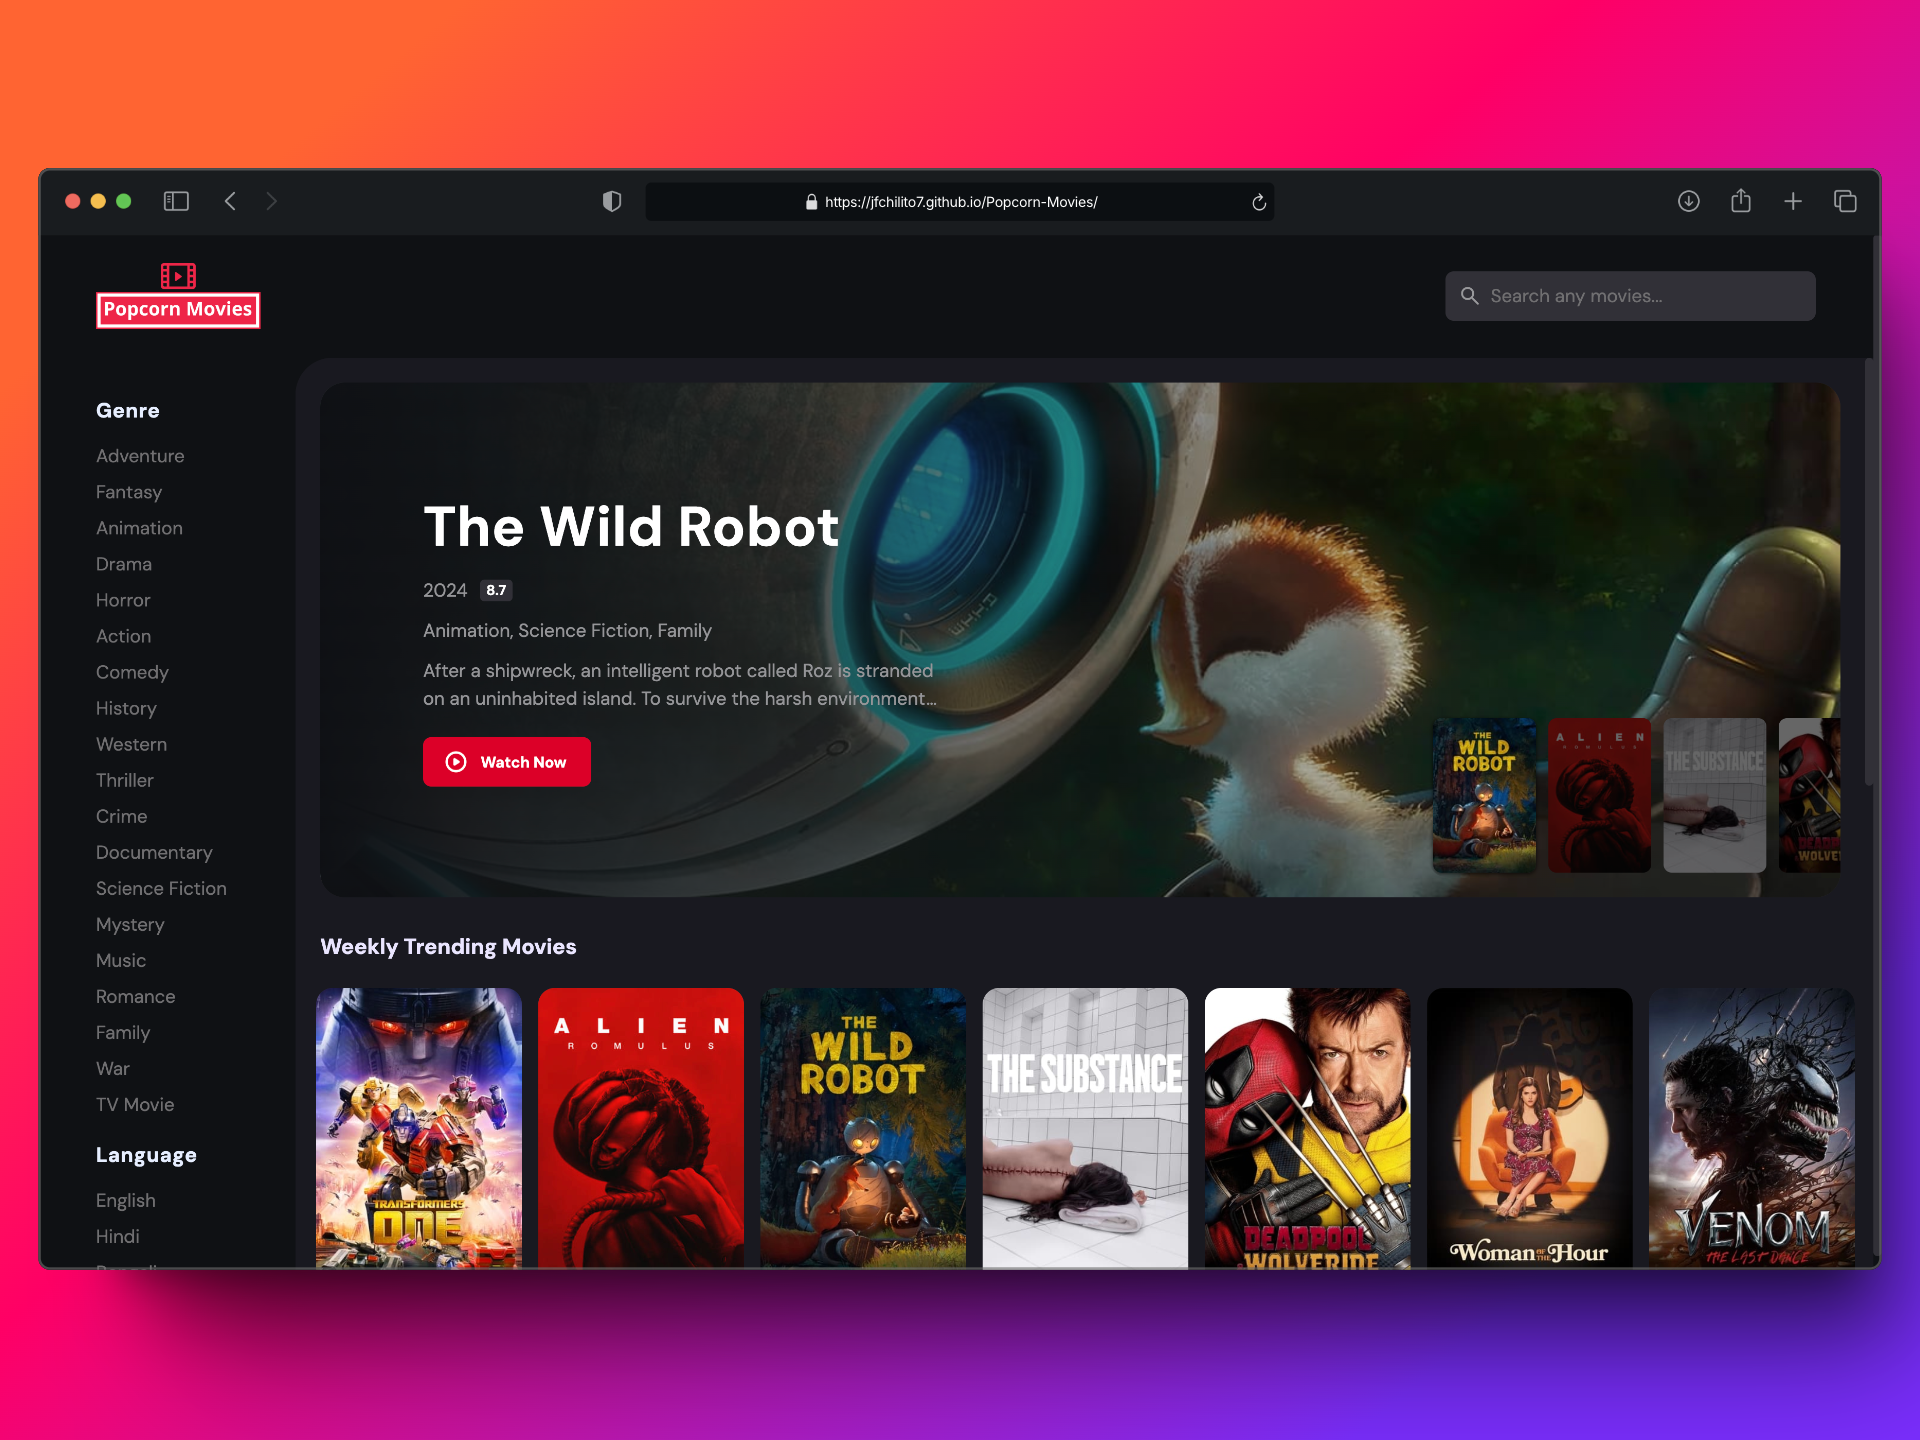 https://jfchilito7.github.io/Popcorn-Movies/
Popcorn Movies
Search any movies...
Genre
Adventure
Fantasy
Animation
Drama
Horror
Action
Comedy
History
Western
Thriller
Crime
Documentary
Science Fiction
Mystery
Music
Romance
Family
War
TV Movie
Language
English
Hindi
The Wild Robot
2024 8.7
Animation, Science Fiction, Family
After a shipwreck, an intelligent robot called Roz is stranded
on an uninhabited island. To survive the harsh environment...
Watch Now
THE
WILD
ROBOT
ALIEN
ROMULUS
THE SUBSTANCE
Weekly Trending Movies
TRANSFORMERS
ONE
ALIEN
ROMULUS
THE
WILD
ROBOT
THE SUBSTANCE
DEADPOOL
WOLVERINE
Woman OF THE Hour
VENOM
THE LAST DANCE